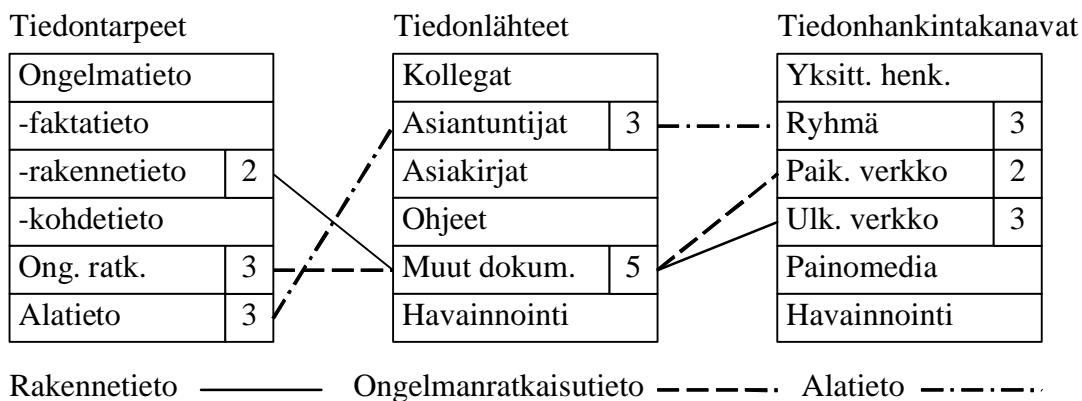 Tiedontarpeet Tiedonlähteet Tiedonhankintakanavat
Ongelmatieto Kollegat Yksitt. henk.
-faktatieto Asiantuntijat 3 Ryhmä 3
-rakennetieto 2 Asiakirjat Paik. verkko 2
-kohdetieto Ohjeet Ulk. verkko 3
Ong. ratk. 3 Muut dokum. 5 Painomedia
Alatieto 3 Havainnointi Havainnointi
Rakennetieto Ongelmanratkaisutieto Alatieto